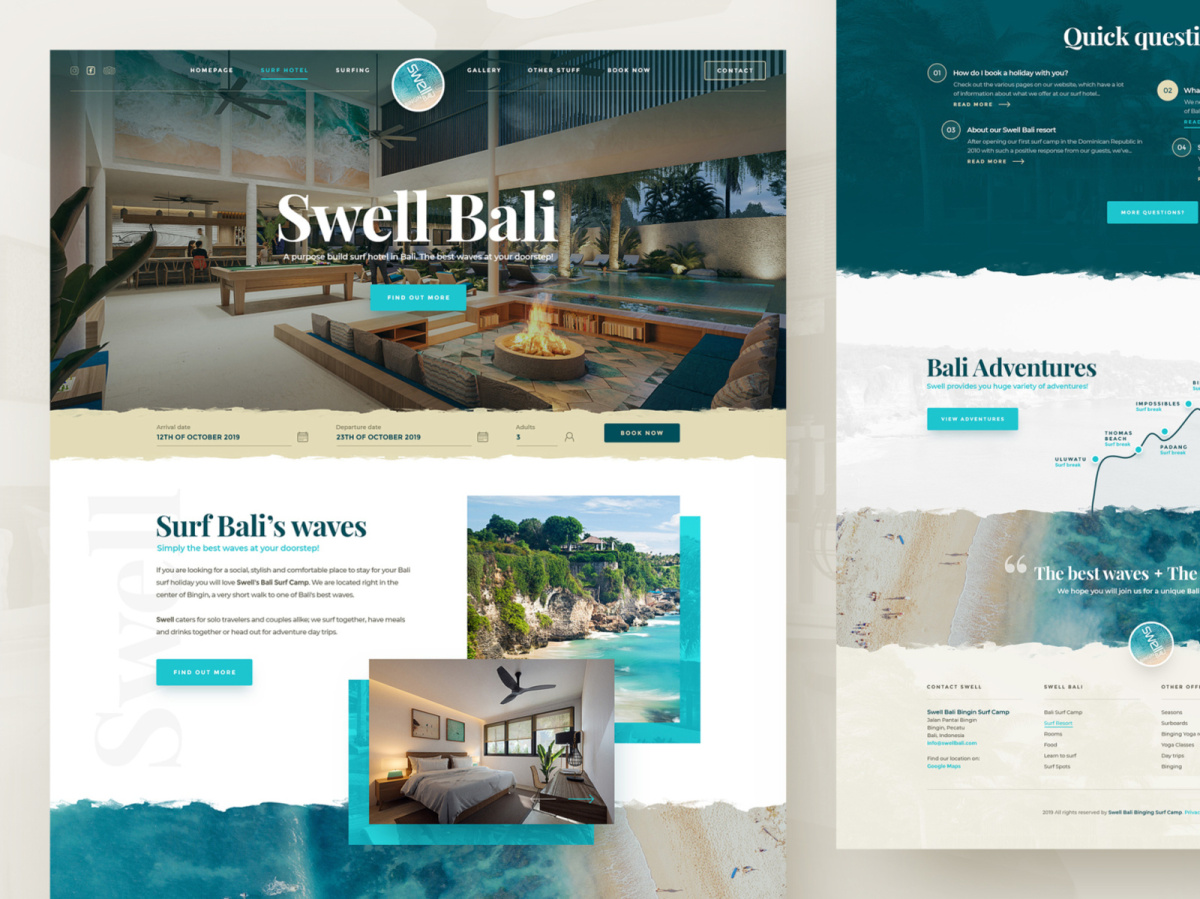 HOMEPAGE
SURF HOTEL
SURFING
Swell
GALLERY
OTHER STUFF
BOOK NOW
CONTACT
Swell Bali
A purpose build surf hotel in Bali. The best waves at your doorstep!
FIND OUT MORE
Arrival date
12TH OF OCTOBER 2019
Departure date
23TH OF OCTOBER 2019
Adults
3
BOOK NOW
Swell
Surf Bali's waves
Simply the best waves at your doorstep!
If you are looking for a social, stylish and comfortable place to stay for your Bali
surf holiday you will love Swell's Bali Surf Camp. We are located right in the
center of Bingin, a very short walk to one of Bali's best waves.
Swell caters for solo travelers and couples alike; we surf together, have meals
and drinks together or head out for adventure day trips.
FIND OUT MORE
Quick questi
01
How do I book a holiday with you?
Check out the various pages on our website, which have a lot
of information about what we offer at our surf hotel...
READ MORE
02
Wha
We ne
of Bal
READ
03
About our Swell Bali resort
After opening our first surf camp in the Dominican Republic in
2010 with such a positive response from our guests, we've...
READ MORE
04
S
MORE QUESTIONS?
Bali Adventures
Swell provides you huge variety of adventures!
VIEW ADVENTURES
BI
Sur
IMPOSSIBLES
Surf break
THOMAS
BEACH
Surf break
PADANG
Surf break
ULUWATU
Surf break
“
The best waves + The
We hope you will join us for a unique Bali
Swell
CONTACT SWELL
Swell Bali Bingin Surf Camp
Jalan Pantai Bingin
Bingin, Pecatu
Bali, Indonesia
info@swellbali.com
Find our location on:
Google Maps
SWELL BALI
Bali Surf Camp
Surf Resort
Rooms
Food
Learn to surf
Surf Spots
OTHER OFF
Seasons
Surboards
Binging Yoga
Yoga Classes
Day trips
Binging
2019 All rights reserved by Swell Bali Binging Surf Camp. Privac